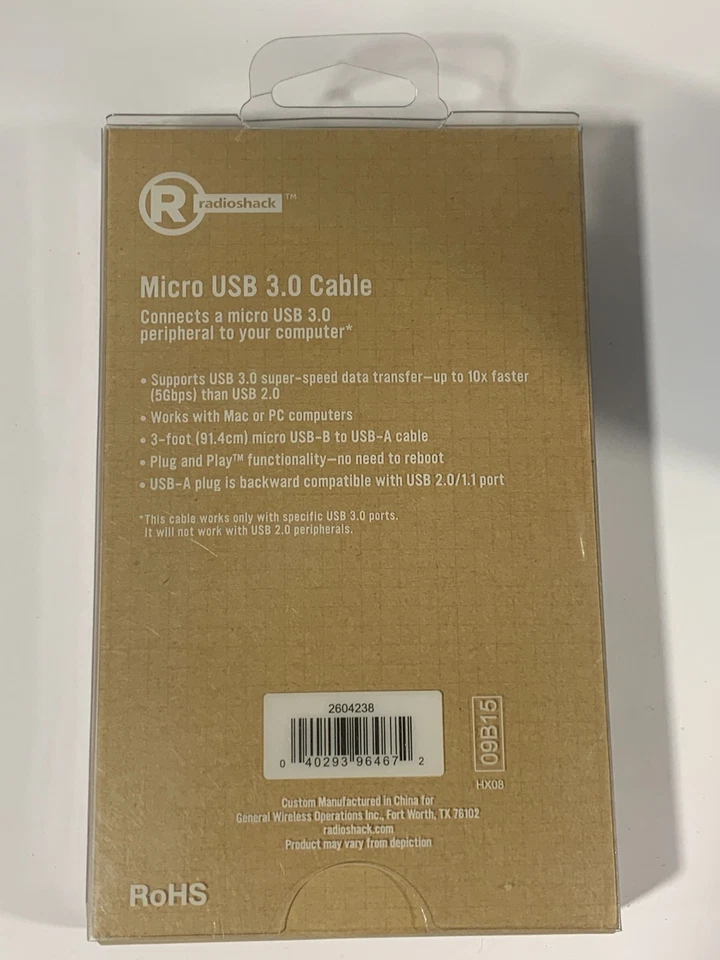 R radioshack™
Micro USB 3.0 Cable
Connects a micro USB 3.0
peripheral to your computer*
• Supports USB 3.0 super-speed data transfer—up to 10x faster
(5Gbps) than USB 2.0
• Works with Mac or PC computers
• 3-foot (91.4cm) micro USB-B to USB-A cable
• Plug and Play™ functionality—no need to reboot
• USB-A plug is backward compatible with USB 2.0/1.1 port
*This cable works only with specific USB 3.0 ports.
It will not work with USB 2.0 peripherals.
2604238
0 40293 96467 2
09B15
HX08
Custom Manufactured in China for
General Wireless Operations Inc., Fort Worth, TX 76102
radioshack.com
Product may vary from depiction
RoHS